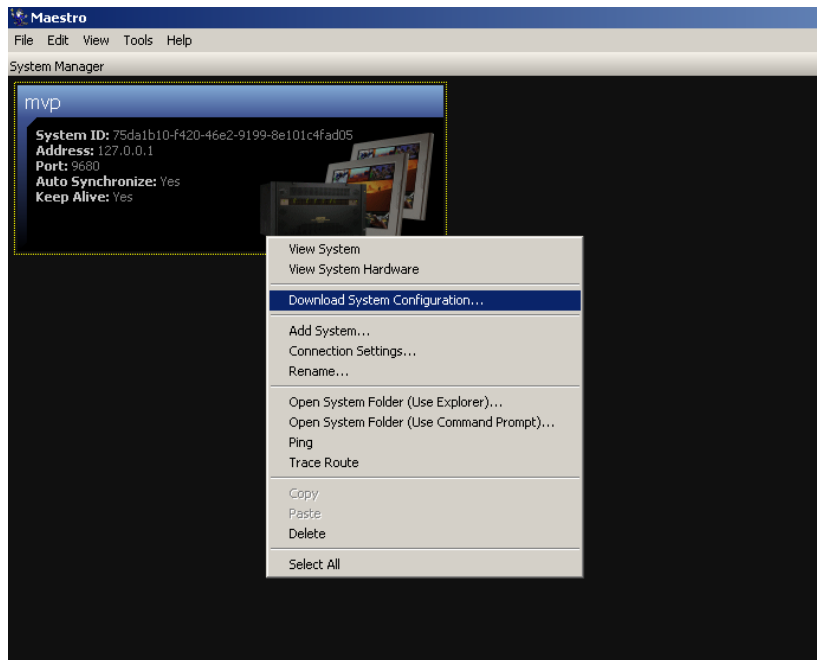 Maestro
File Edit View Tools Help
System Manager
mvp
System ID: 75da1b10-f420-46e2-9199-8e101c4fad05
Address: 127.0.0.1
Port: 9680
Auto Synchronize: Yes
Keep Alive: Yes
View System
View System Hardware
Download System Configuration...
Add System...
Connection Settings...
Rename...
Open System Folder (Use Explorer)...
Open System Folder (Use Command Prompt)...
Ping
Trace Route
Copy
Paste
Delete
Select All